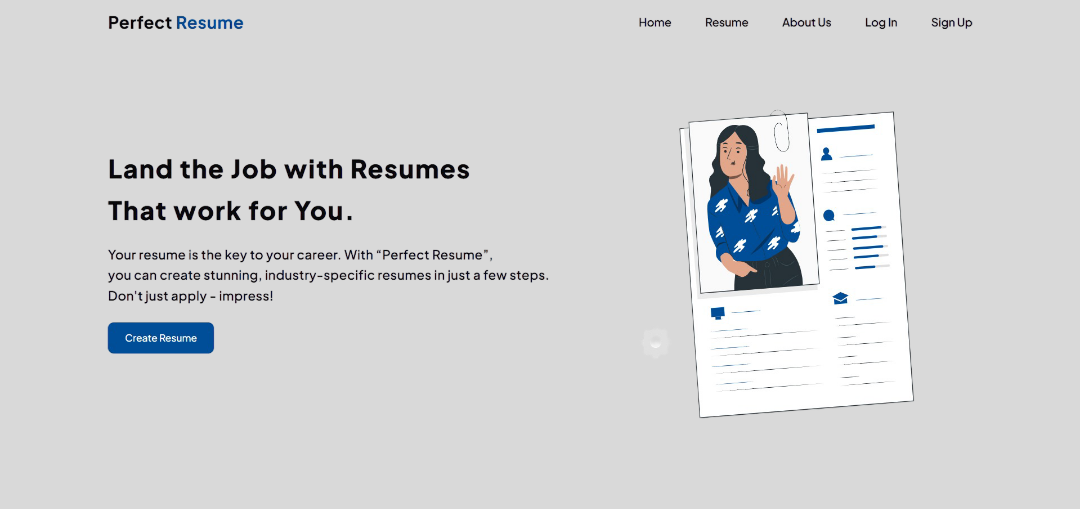 Perfect Resume
Home Resume About Us Log In Sign Up
Land the Job with Resumes
That work for You.
Your resume is the key to your career. With “Perfect Resume”,
you can create stunning, industry-specific resumes in just a few steps.
Don't just apply - impress!
Create Resume